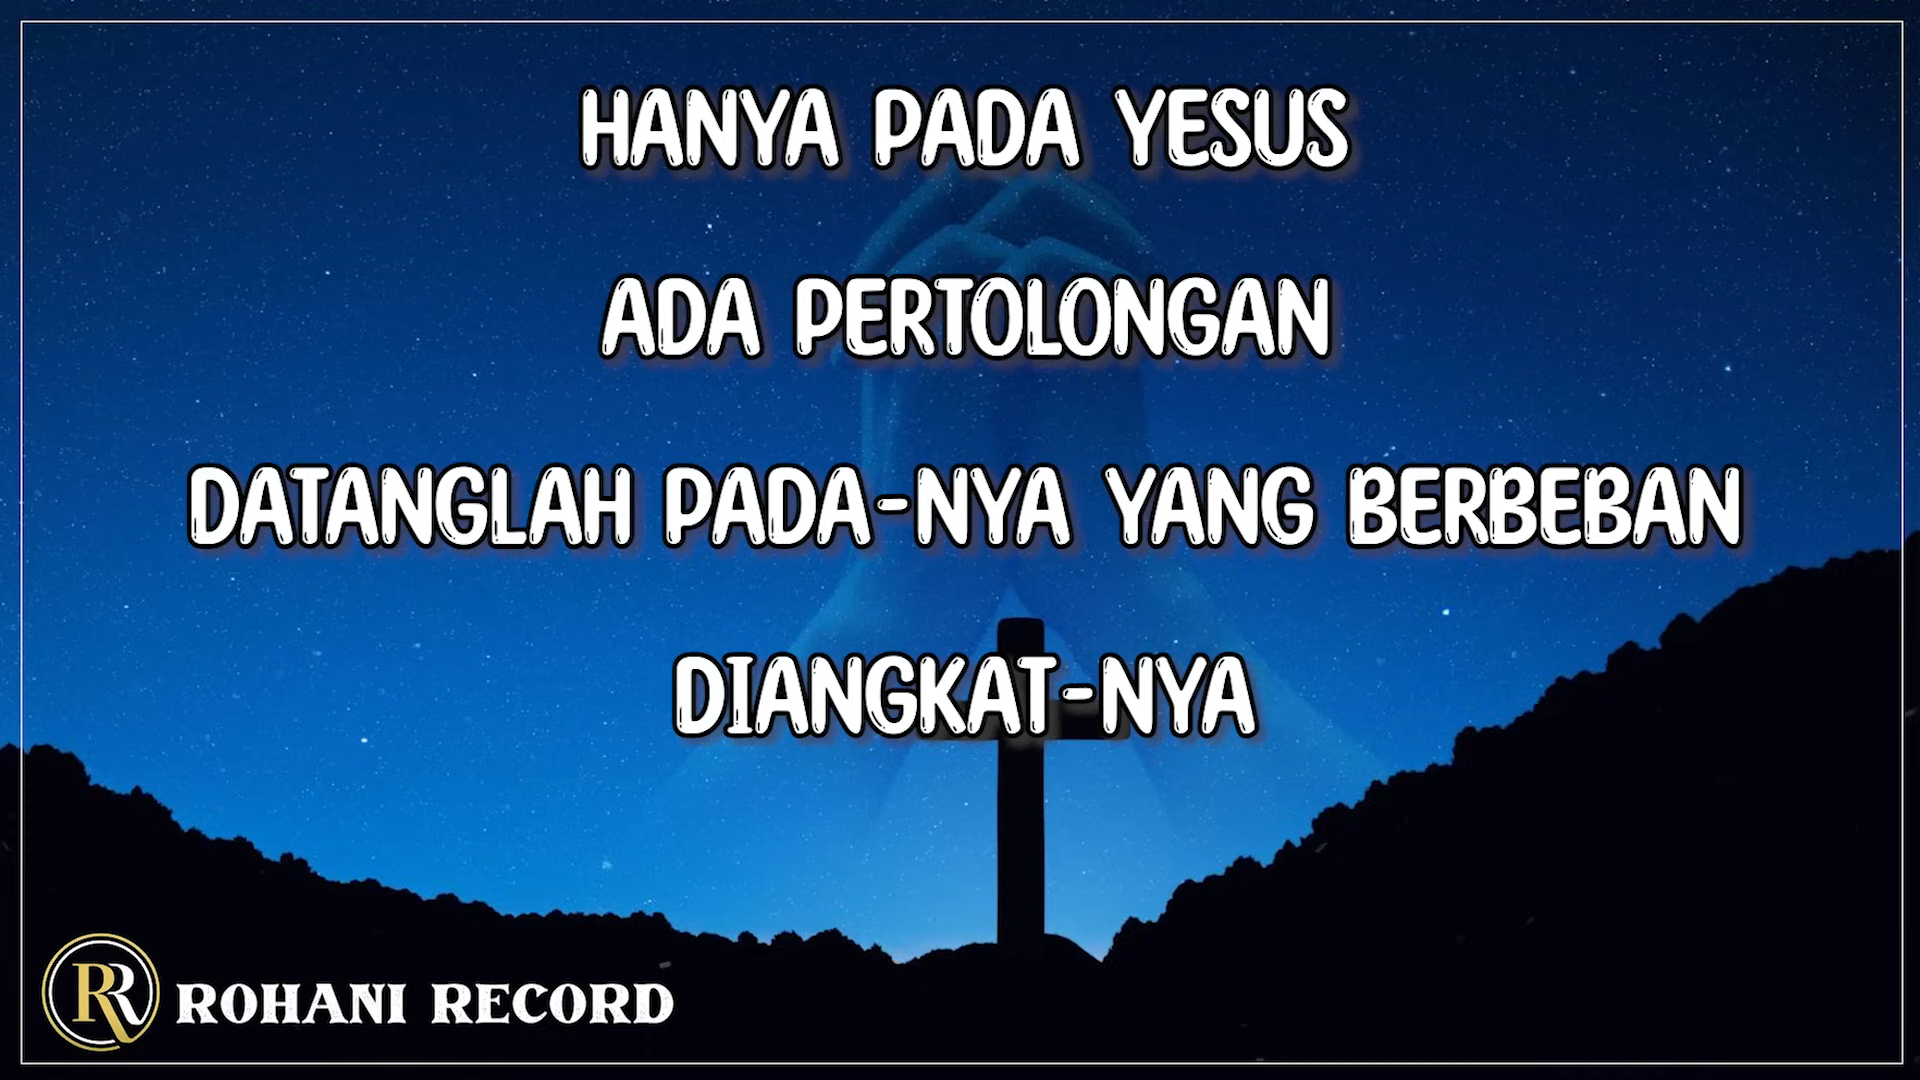 HANYA PADA YESUS
ADA PERTOLONGAN
DATANGLAH PADA-NYA YANG BERBEBAN
DIANGKAT-NYA
RR ROHANI RECORD